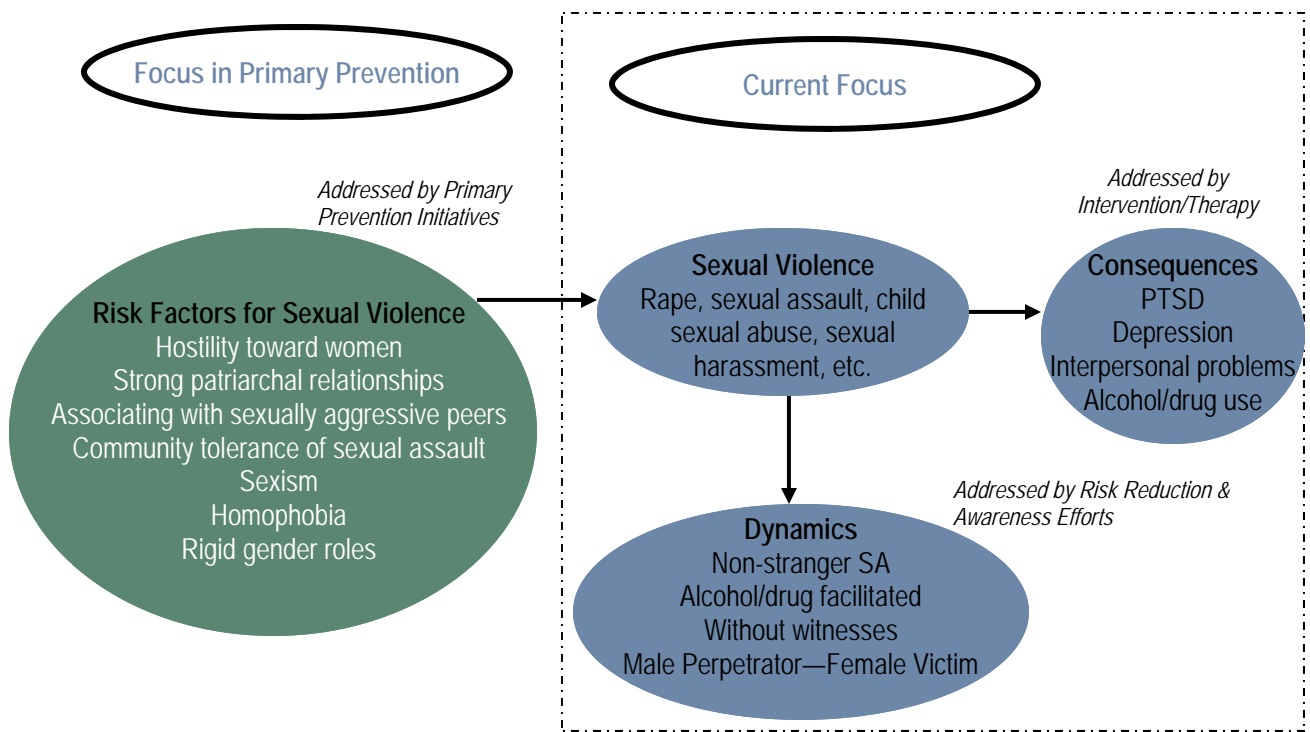 Focus in Primary Prevention
Current Focus
Addressed by Primary
Prevention Initiatives
Addressed by
Intervention/Therapy
Risk Factors for Sexual Violence
Hostility toward women
Strong patriarchal relationships
Associating with sexually aggressive peers
Community tolerance of sexual assault
Sexism
Homophobia
Rigid gender roles
Sexual Violence
Rape, sexual assault, child
sexual abuse, sexual
harassment, etc.
Consequences
PTSD
Depression
Interpersonal problems
Alcohol/drug use
Addressed by Risk Reduction &
Awareness Efforts
Dynamics
Non-stranger SA
Alcohol/drug facilitated
Without witnesses
Male Perpetrator—Female Victim